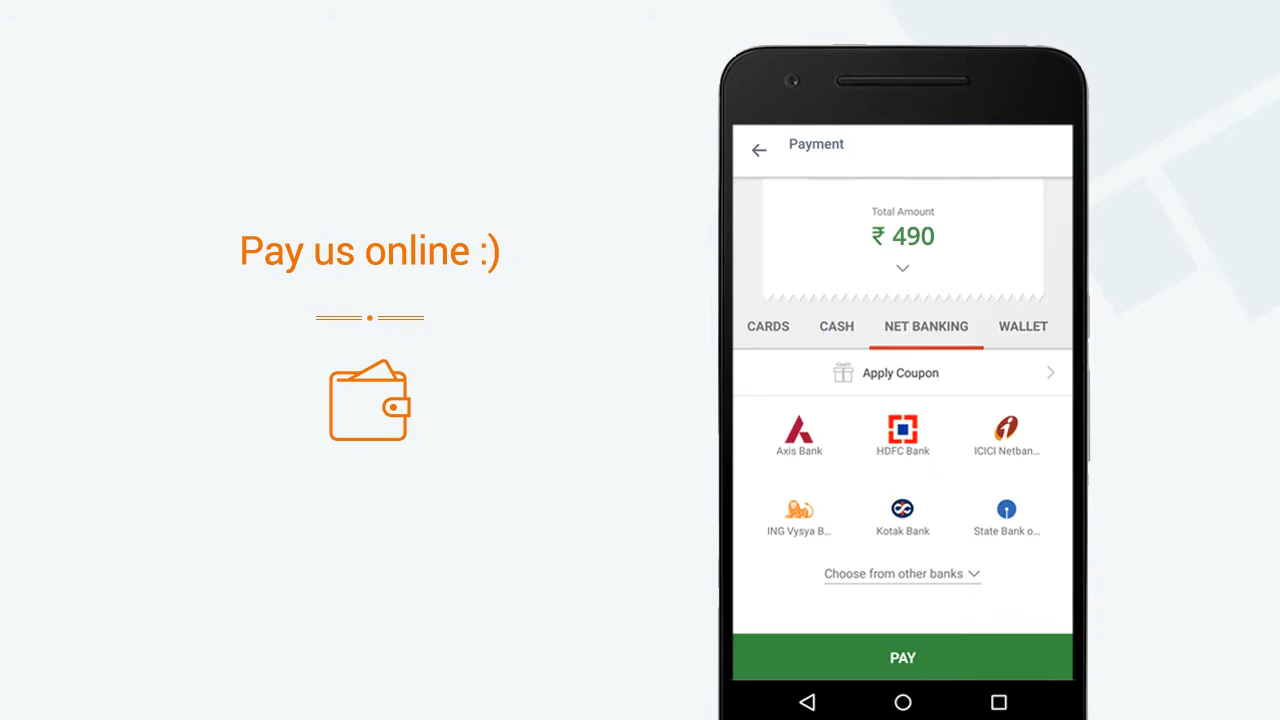 Pay us online :)
Payment
Total Amount
₹ 490
CARDS CASH NET BANKING WALLET
Apply Coupon
Axis Bank HDFC Bank ICICI Netban...
ING Vysya B... Kotak Bank State Bank o...
Choose from other banks
PAY